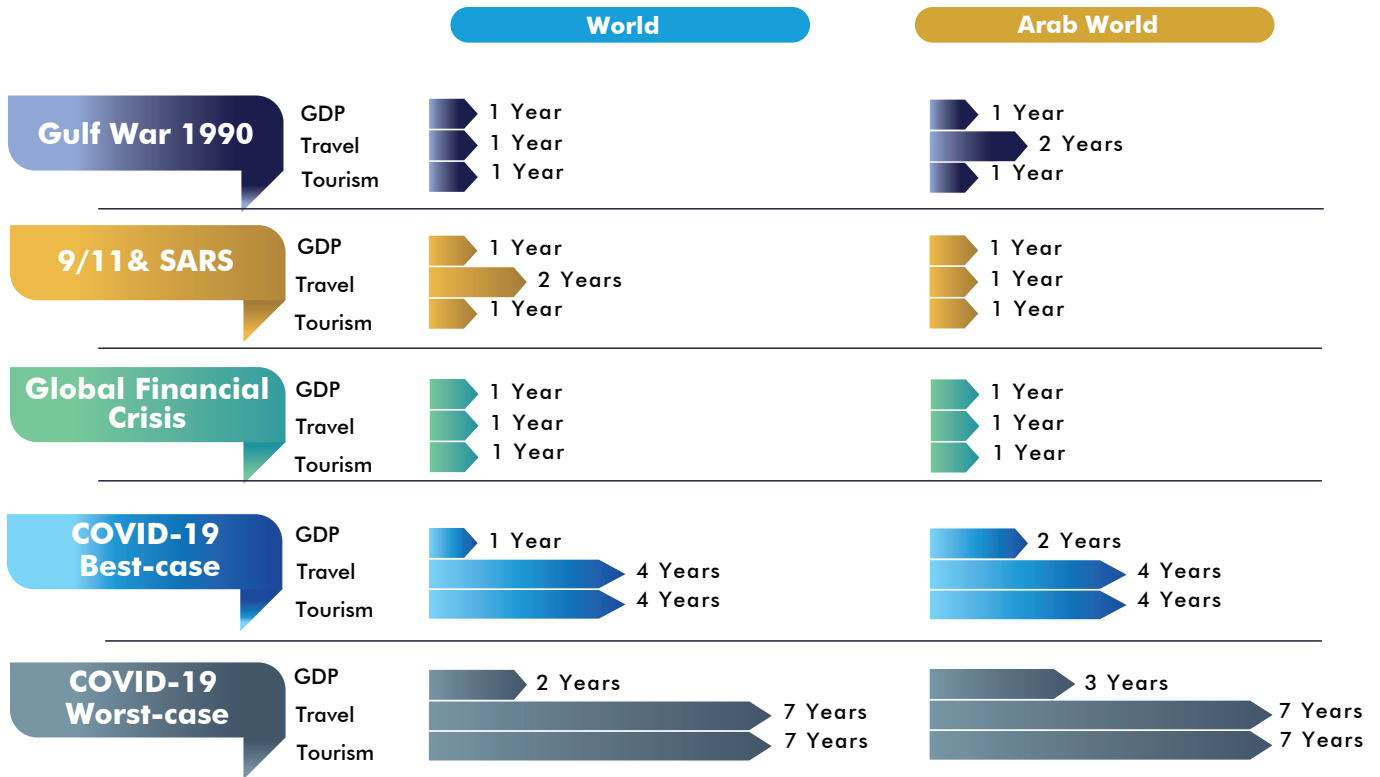 World
Arab World
Gulf War 1990
GDP
1 Year
1 Year
Travel
1 Year
2 Years
Tourism
1 Year
1 Year
9/11& SARS
GDP
1 Year
1 Year
Travel
2 Years
1 Year
Tourism
1 Year
1 Year
Global Financial
Crisis
GDP
1 Year
1 Year
Travel
1 Year
1 Year
Tourism
1 Year
1 Year
COVID-19
Best-case
GDP
1 Year
2 Years
Travel
4 Years
4 Years
Tourism
4 Years
4 Years
COVID-19
Worst-case
GDP
2 Years
3 Years
Travel
7 Years
7 Years
Tourism
7 Years
7 Years